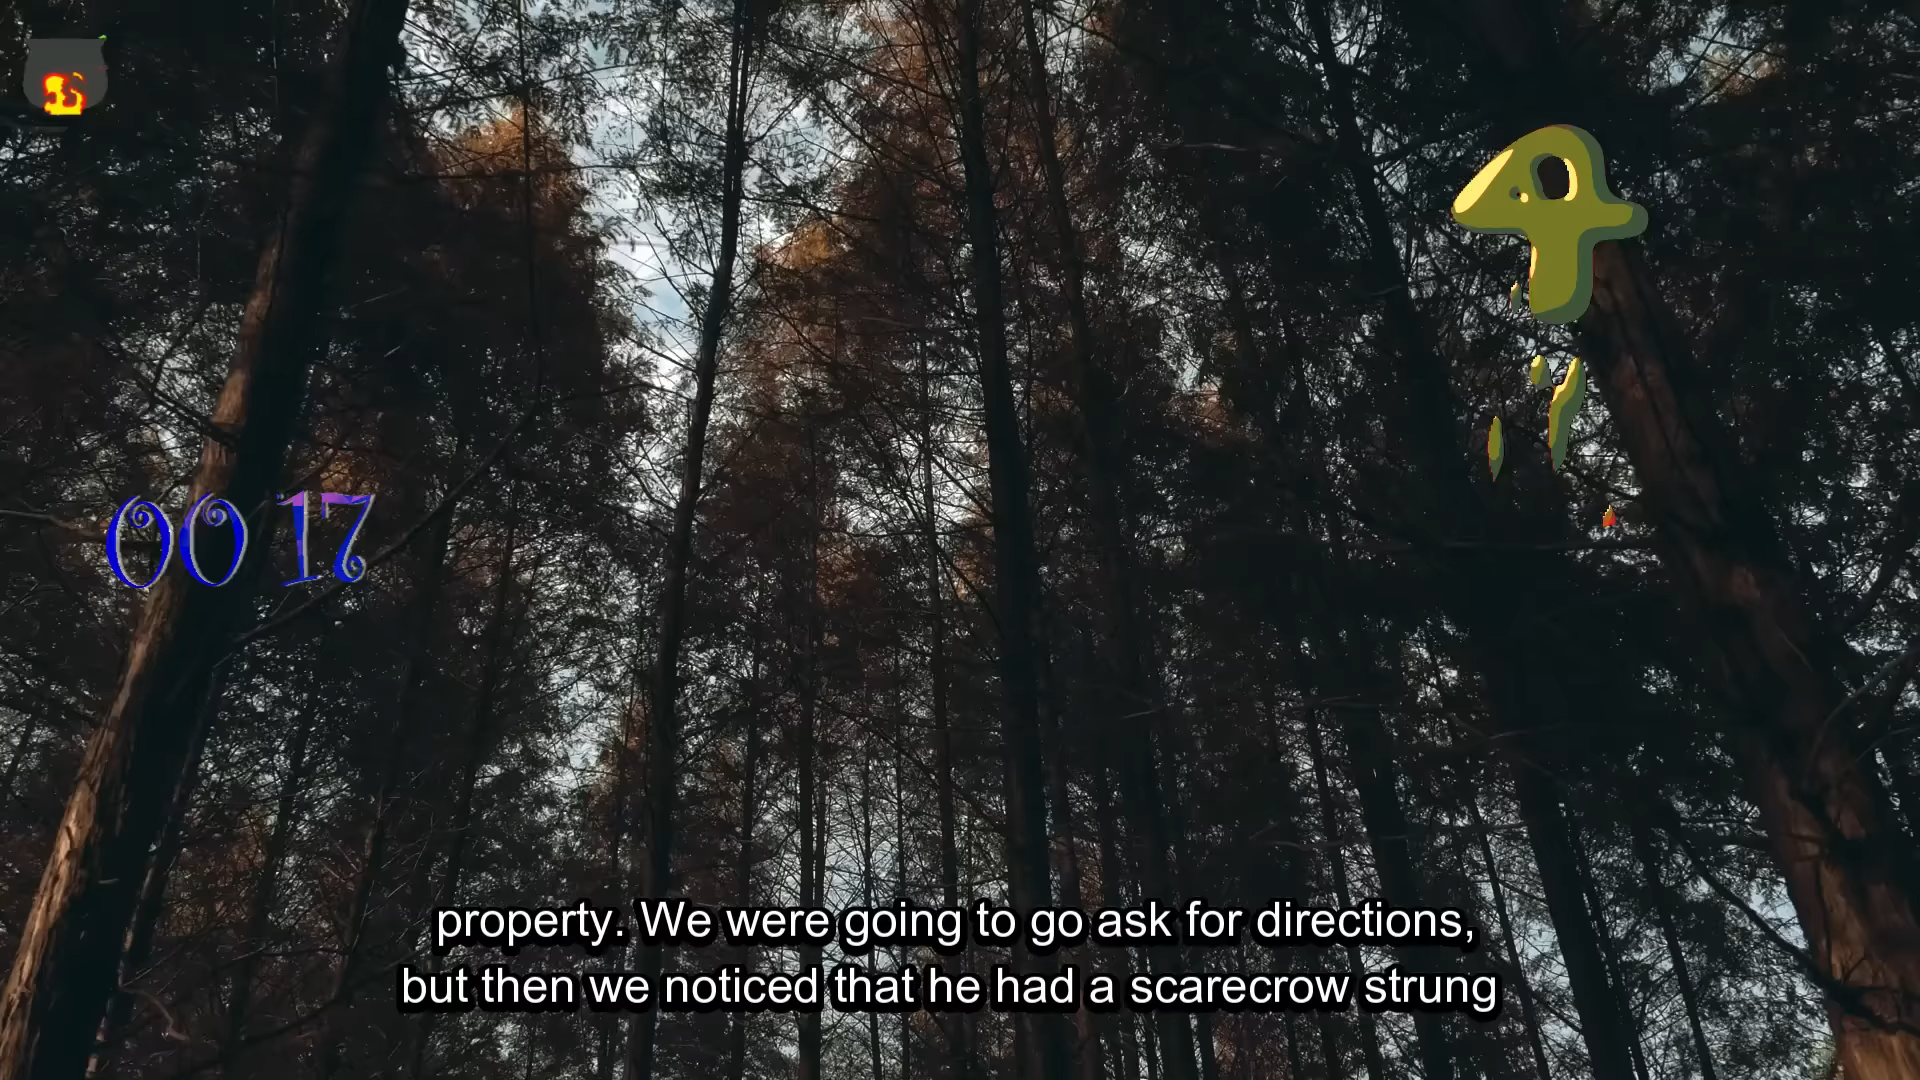 4
00 17
property. We were going to go ask for directions,
but then we noticed that he had a scarecrow strung